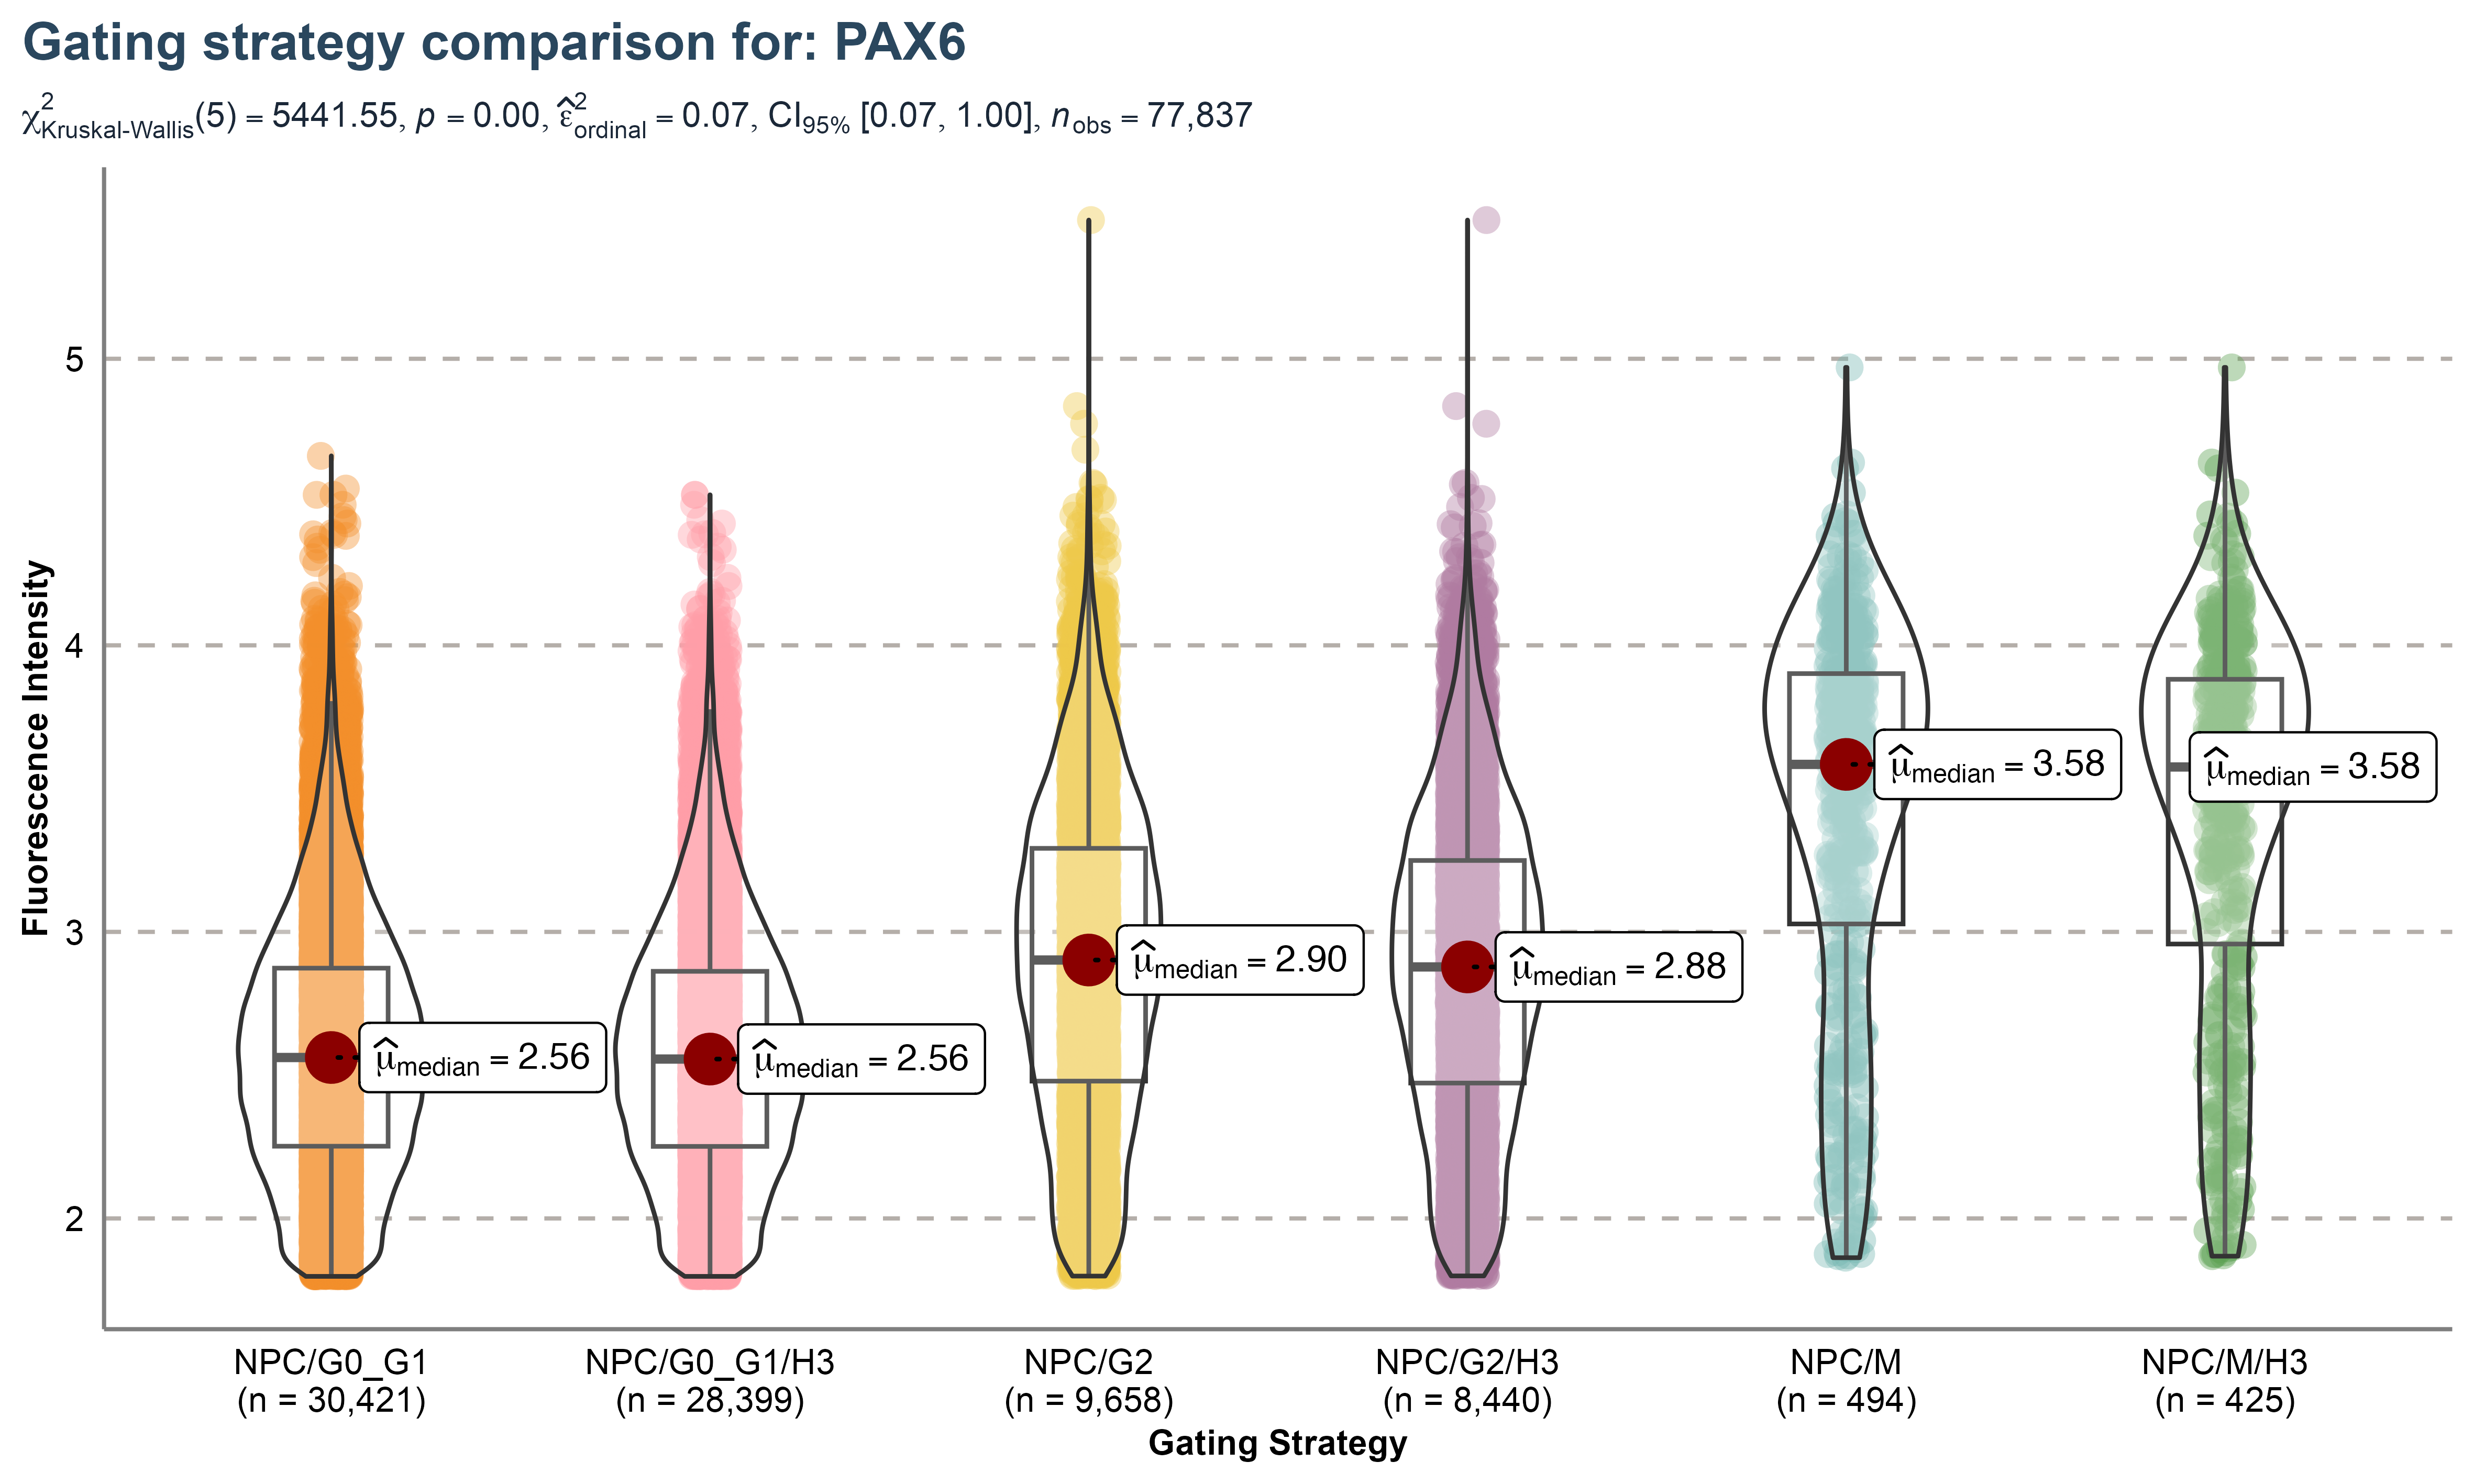 Gating strategy comparison for: PAX6
χ²Kruskal-Wallis(5) = 5441.55, p = 0.00, ε̂²ordinal = 0.07, CI95% [0.07, 1.00], nobs = 77,837
Fluorescence Intensity
5
4
3
2
μ̂median = 2.56
μ̂median = 2.56
μ̂median = 2.90
μ̂median = 2.88
μ̂median = 3.58
μ̂median = 3.58
NPC/G0_G1
(n = 30,421)
NPC/G0_G1/H3
(n = 28,399)
NPC/G2
(n = 9,658)
NPC/G2/H3
(n = 8,440)
NPC/M
(n = 494)
NPC/M/H3
(n = 425)
Gating Strategy